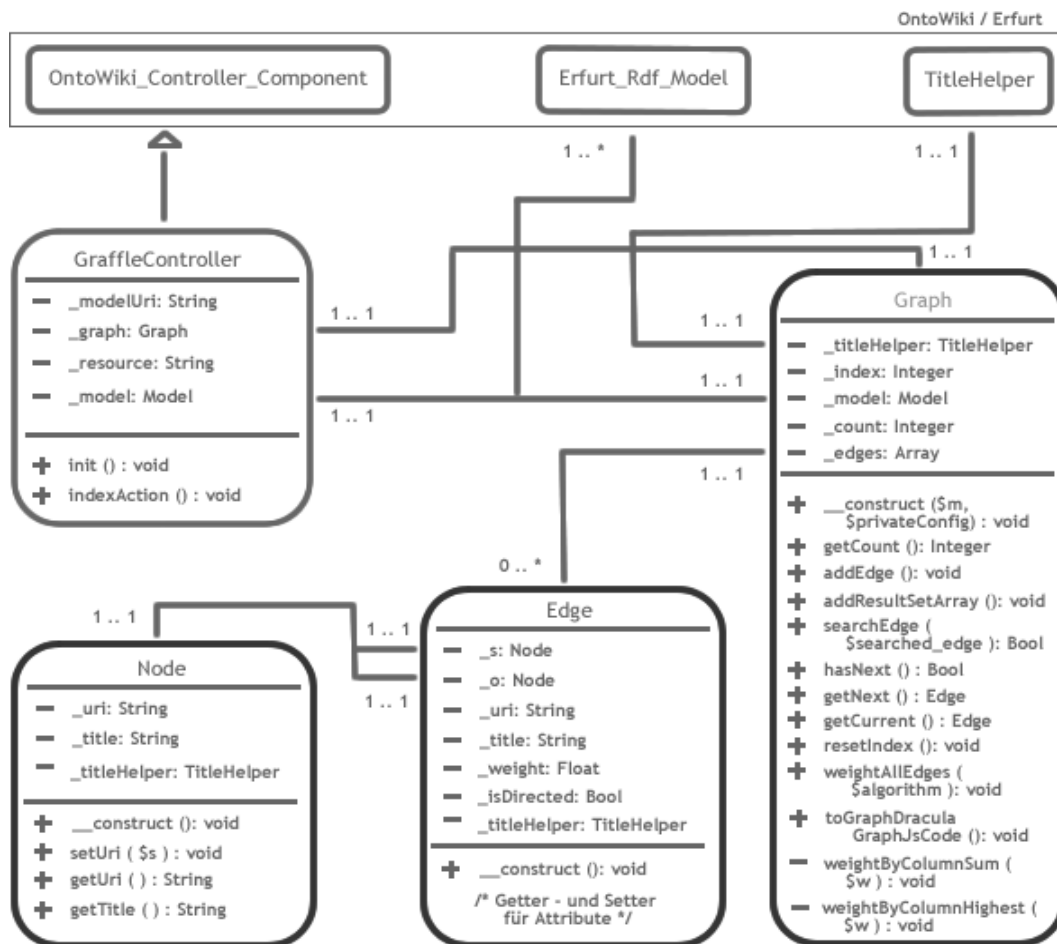 OntoWiki / Erfurt
OntoWiki_Controller_Component
Erfurt_Rdf_Model
TitleHelper
1 .. *
1 .. 1
GraffleController
— _modelUri: String
— _graph: Graph
— _resource: String
— _model: Model
+ init () : void
+ indexAction () : void
1 .. 1
1 .. 1
1 .. 1
1 .. 1
1 .. 1
Graph
— _titleHelper: TitleHelper
— _index: Integer
— _model: Model
— _count: Integer
— _edges: Array
+ __construct ($m,
$privateConfig) : void
+ getCount (): Integer
+ addEdge (): void
+ addResultSetArray (): void
+ searchEdge (
$searched_edge ): Bool
+ hasNext () : Bool
+ getNext () : Edge
+ getCurrent () : Edge
+ resetIndex (): void
+ weightAllEdges (
$algorithm ): void
+ toGraphDracula
GraphJsCode (): void
— weightByColumnSum (
$w ) : void
— weightByColumnHighest (
$w ) : void
1 .. 1
0 .. *
Edge
— _s: Node
— _o: Node
— _uri: String
— _title: String
— _weight: Float
— _isDirected: Bool
— _titleHelper: TitleHelper
+ __construct (): void
/* Getter - und Setter
für Attribute */
1 .. 1
1 .. 1
1 .. 1
Node
— _uri: String
— _title: String
— _titleHelper: TitleHelper
+ __construct (): void
+ setUri ( $s ) : void
+ getUri ( ) : String
+ getTitle ( ) : String